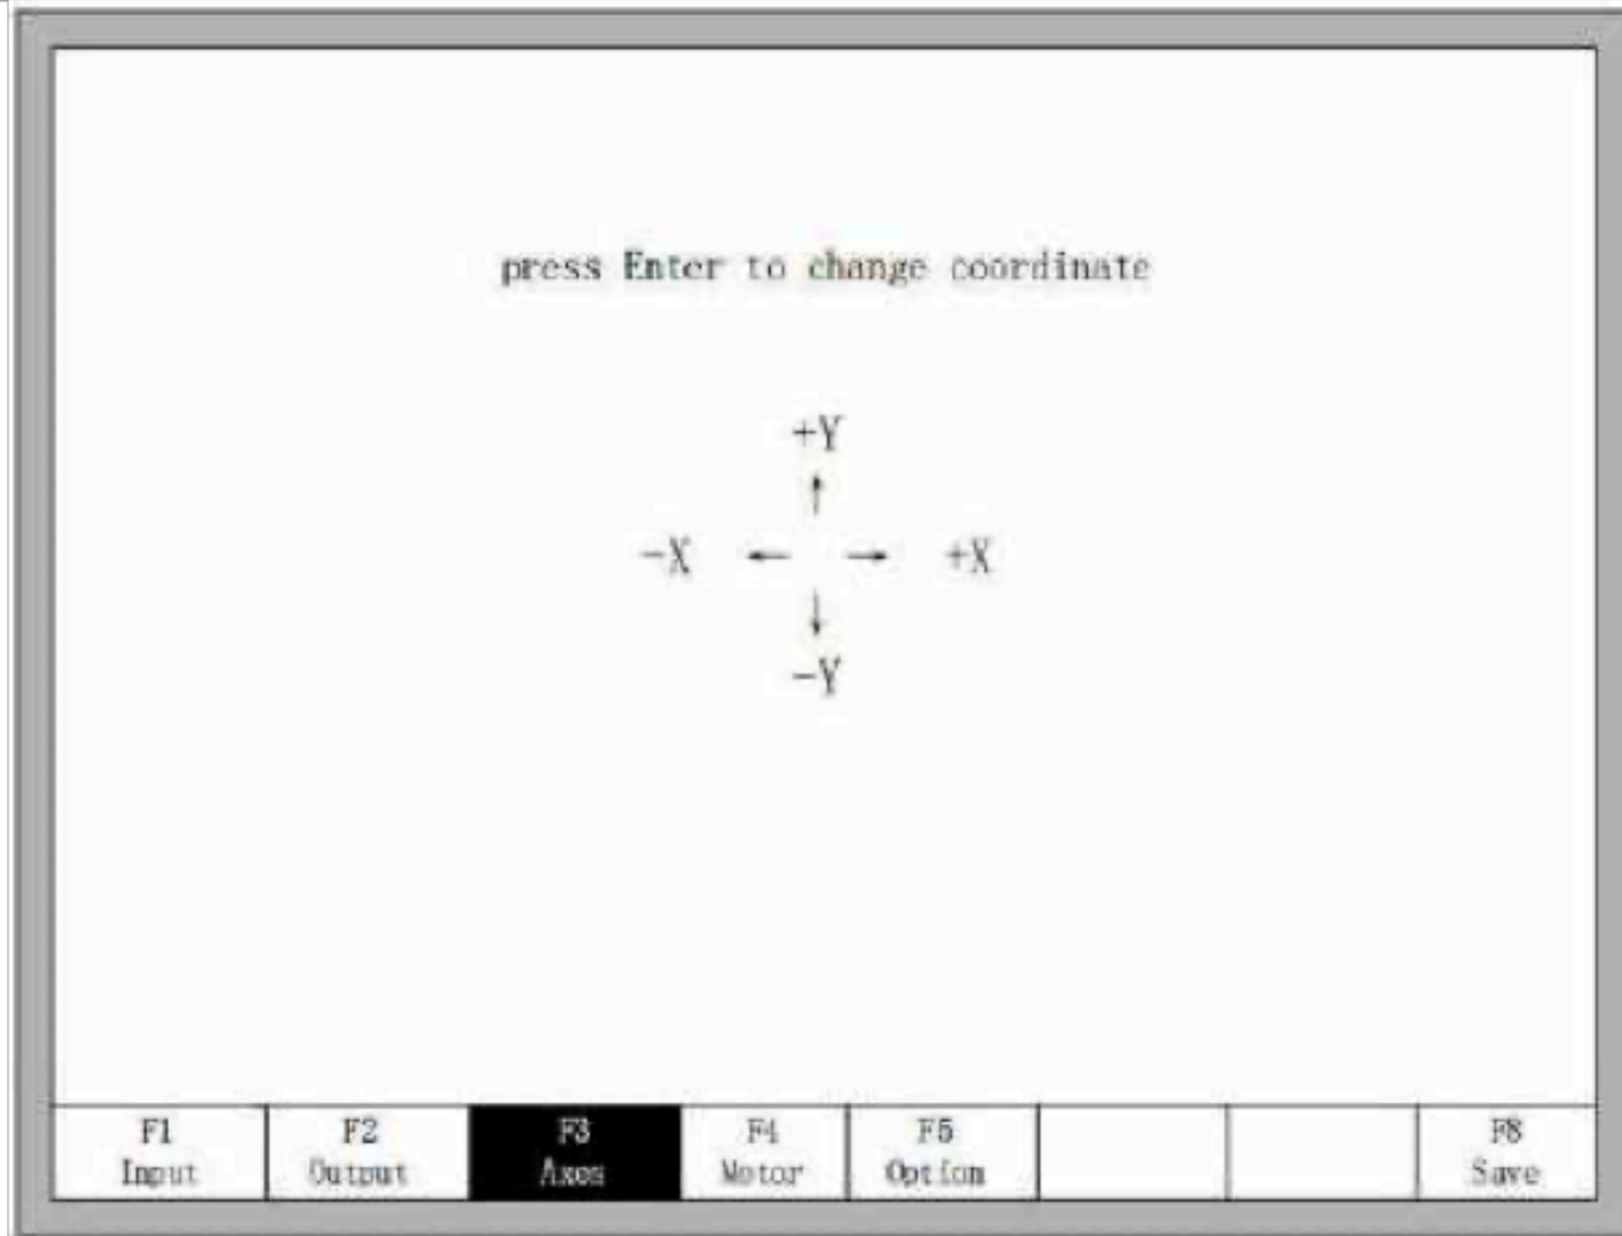 press Enter to change coordinate
+Y
↑
-X ← → +X
↓
-Y
F1 F2 F3 F4 F5 F8
Input Output Axes Motor Option Save